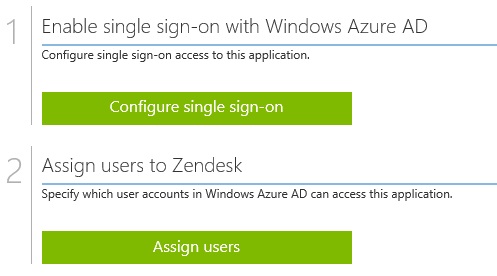 1 Enable single sign-on with Windows Azure AD
Configure single sign-on access to this application.
Configure single sign-on
2 Assign users to Zendesk
Specify which user accounts in Windows Azure AD can access this application.
Assign users